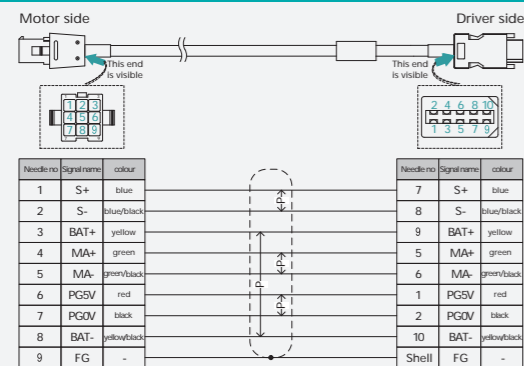 Motor side
Driver side
This end
is visible
This end
is visible
1 2 3
4 5 6
7 8 9
2 4 6 8 10
1 3 5 7 9
Needle no Signal name colour
1 S+ blue
2 S- blue/black
3 BAT+ yellow
4 MA+ green
5 MA- green/black
6 PG5V red
7 PG0V black
8 BAT- yellow/black
9 FG -
P
P
P
P
Needle no Signal name colour
7 S+ blue
8 S- blue/black
9 BAT+ yellow
5 MA+ green
6 MA- green/black
1 PG5V red
2 PG0V black
10 BAT- yellow/black
Shell FG -